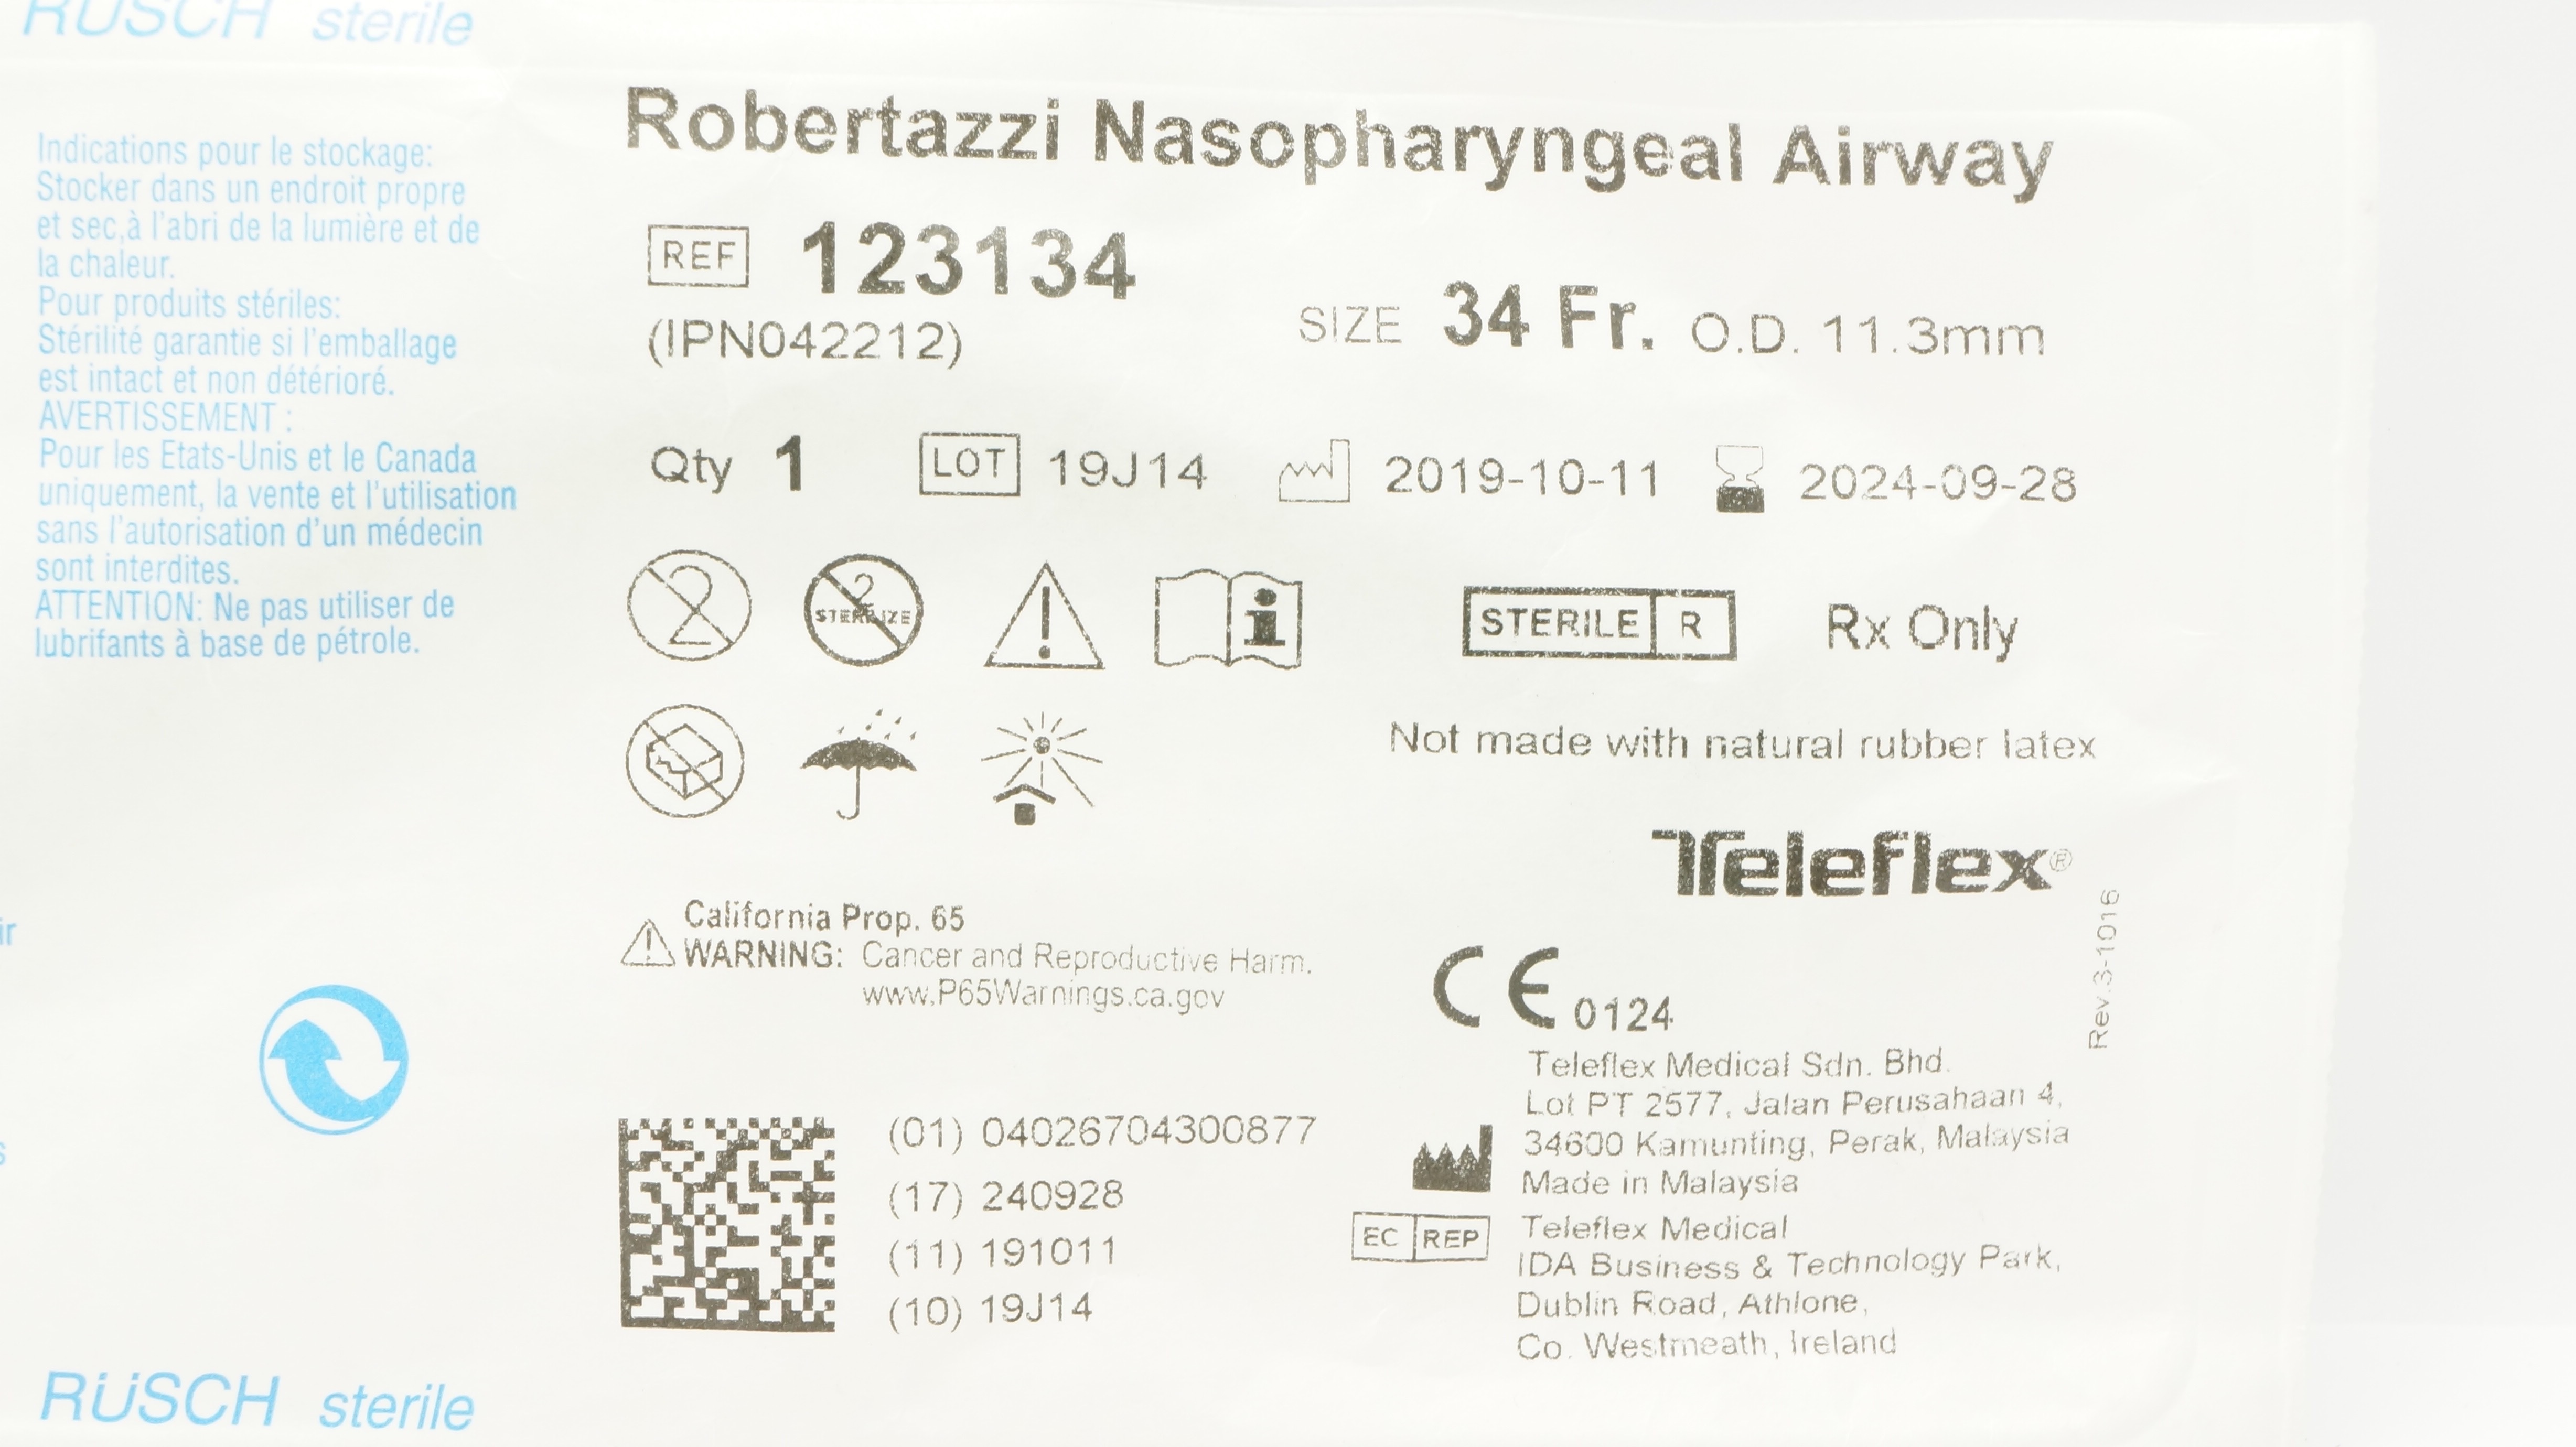 RÜSCH sterile
Indications pour le stockage:
Stocker dans un endroit propre
et sec,à l'abri de la lumière et de
la chaleur.
Pour produits stériles:
Stérilité garantie si l'emballage
est intact et non détérioré.
AVERTISSEMENT :
Pour les Etats-Unis et le Canada
uniquement, la vente et l'utilisation
sans l'autorisation d'un médecin
sont interdites.
ATTENTION: Ne pas utiliser de
lubrifants à base de pétrole.
RÜSCH sterile
Robertazzi Nasopharyngeal Airway
REF 123134
(IPN042212)
SIZE 34 Fr. O.D. 11.3mm
Qty 1 LOT 19J14 2019-10-11 2024-09-28
2 2 STERILIZE STERILE R Rx Only
Not made with natural rubber latex
Teleflex®
California Prop. 65
WARNING: Cancer and Reproductive Harm.
www.P65Warnings.ca.gov
CE 0124
Rev.3-1016
(01) 04026704300877
(17) 240928
(11) 191011
(10) 19J14
Teleflex Medical Sdn. Bhd.
Lot PT 2577, Jalan Perusahaan 4,
34600 Kamunting, Perak, Malaysia
Made in Malaysia
EC REP Teleflex Medical
IDA Business & Technology Park,
Dublin Road, Athlone,
Co. Westmeath, Ireland